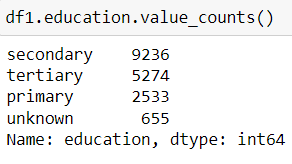 df1.education.value_counts()
secondary 9236
tertiary 5274
primary 2533
unknown 655
Name: education, dtype: int64